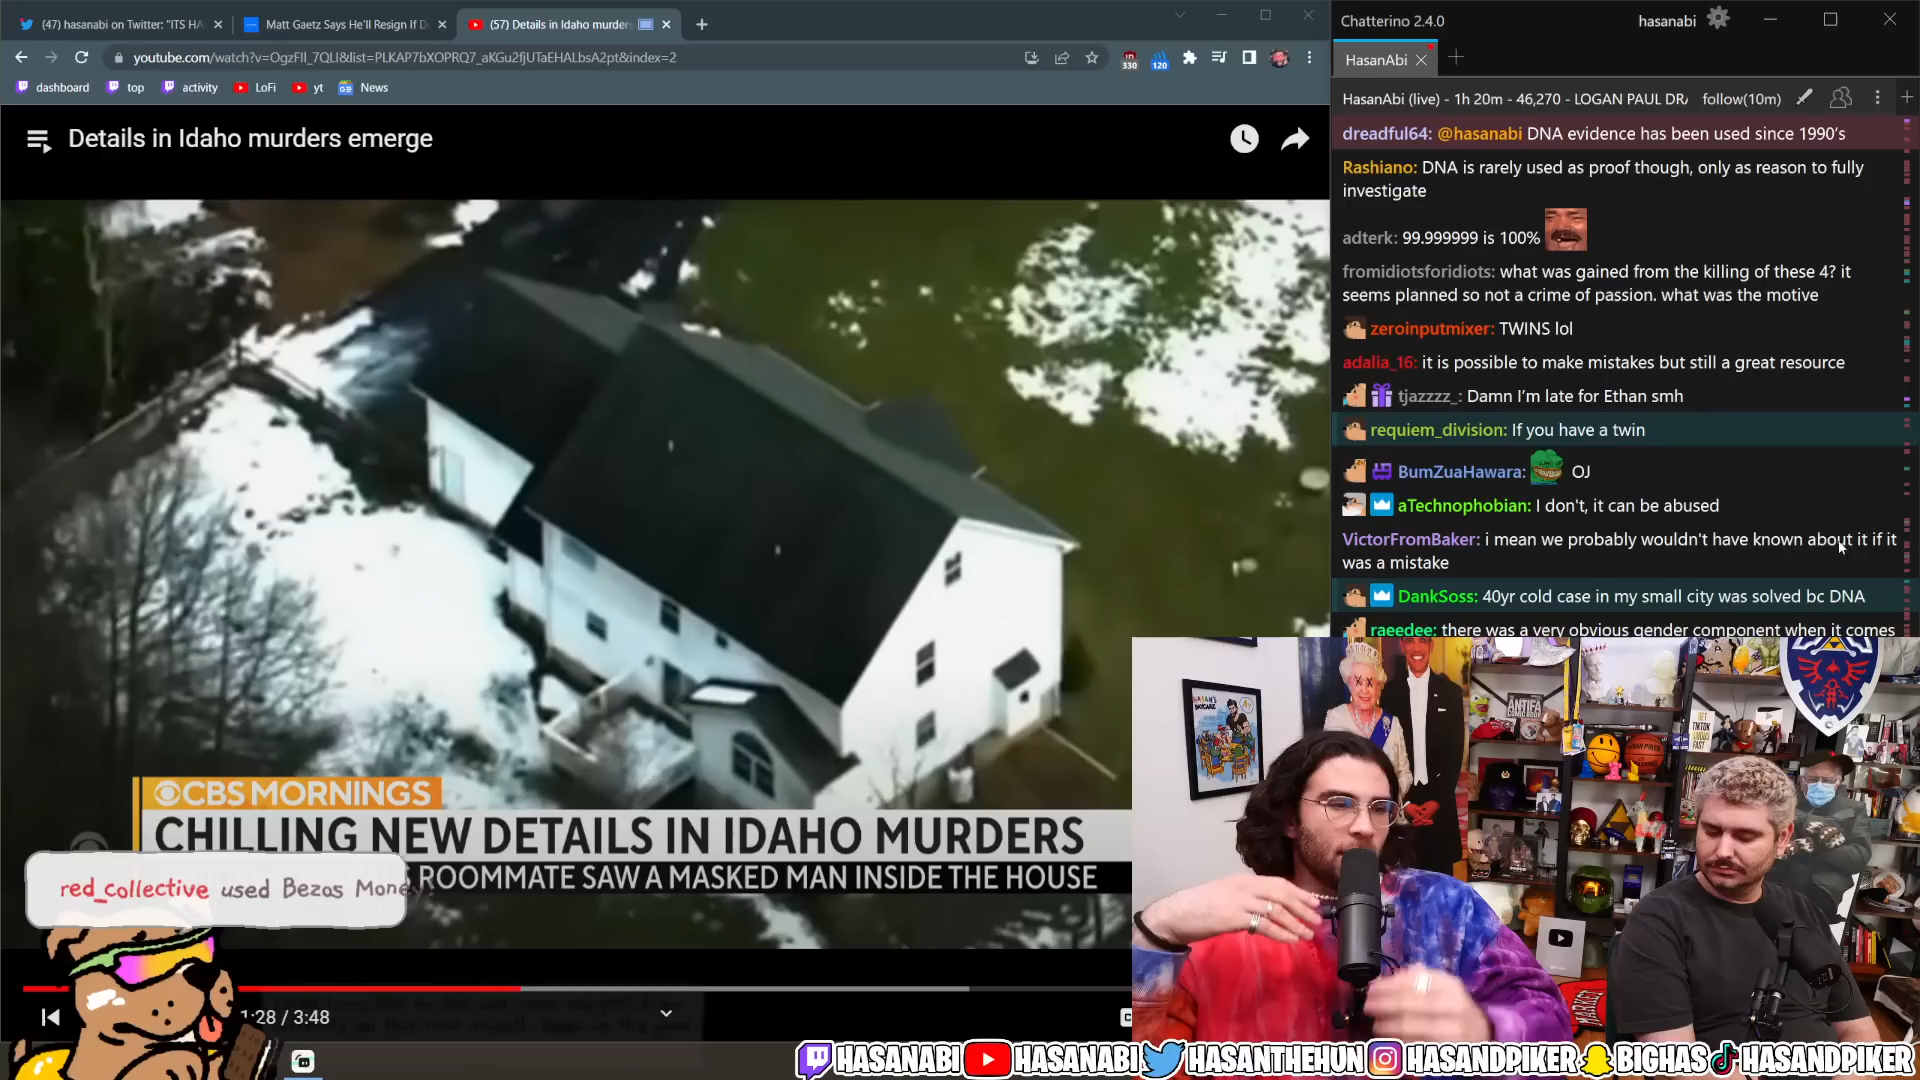 (47) hasanabi on Twitter: "ITS HA
Matt Gaetz Says He'll Resign If D
(57) Details in Idaho murders
youtube.com/watch?v=OgzFIl_7QLI&list=PLKAP7bXOPRQ7_aKGu2fjUTaEHALbsA2pt&index=2
330
120
dashboard
top
activity
LoFi
yt
News
Details in Idaho murders emerge
CBS MORNINGS
CHILLING NEW DETAILS IN IDAHO MURDERS
ROOMMATE SAW A MASKED MAN INSIDE THE HOUSE
red_collective used Bezos Money
1:28 / 3:48
Chatterino 2.4.0
hasanabi
HasanAbi
HasanAbi (live) - 1h 20m - 46,270 - LOGAN PAUL DRA
follow(10m)
dreadful64: @hasanabi DNA evidence has been used since 1990's
Rashiano: DNA is rarely used as proof though, only as reason to fully
investigate
adterk: 99.999999 is 100%
fromidiotsforidiots: what was gained from the killing of these 4? it
seems planned so not a crime of passion. what was the motive
zeroinputmixer: TWINS lol
adalia_16: it is possible to make mistakes but still a great resource
tjazzzz_: Damn I'm late for Ethan smh
requiem_division: If you have a twin
BumZuaHawara: OJ
aTechnophobian: I don't, it can be abused
VictorFromBaker: i mean we probably wouldn't have known about it if it
was a mistake
DankSoss: 40yr cold case in my small city was solved bc DNA
raeedee: there was a very obvious gender component when it comes
ANTIFA
COMIC BOOK
HASANABI
HASANABI
HASANTHEHUN
HASANDPIKER
BIGHAS
HASANDPIKER